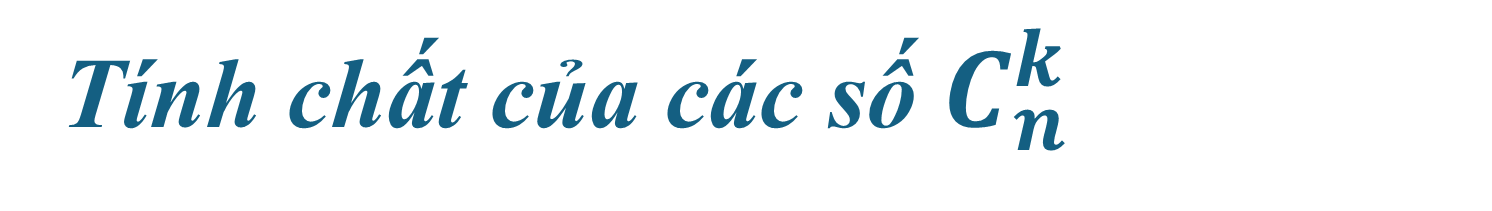 Tính chất của các số $C_n^k$